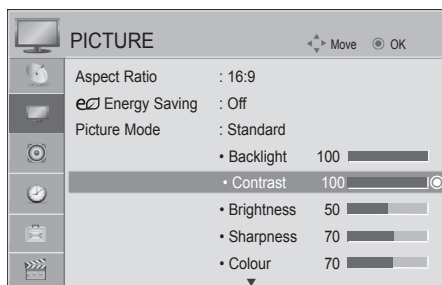 PICTURE
Move OK
Aspect Ratio : 16:9
e Energy Saving : Off
Picture Mode : Standard
• Backlight 100
• Contrast 100
• Brightness 50
• Sharpness 70
• Colour 70